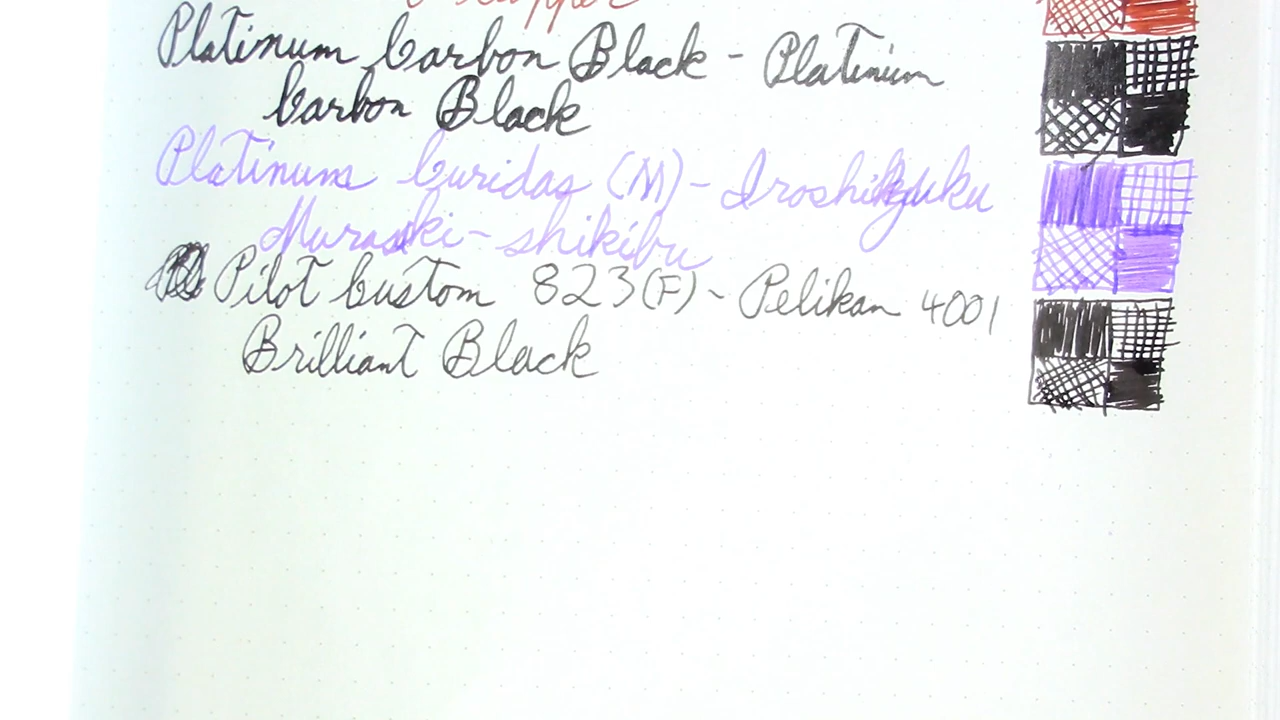 Platinum Carbon Black - Platinum
Carbon Black
Platinum Curidas (M) - Iroshizuku
Murasaki-shikibu
Pilot Custom 823 (F) - Pelikan 4001
Brilliant Black